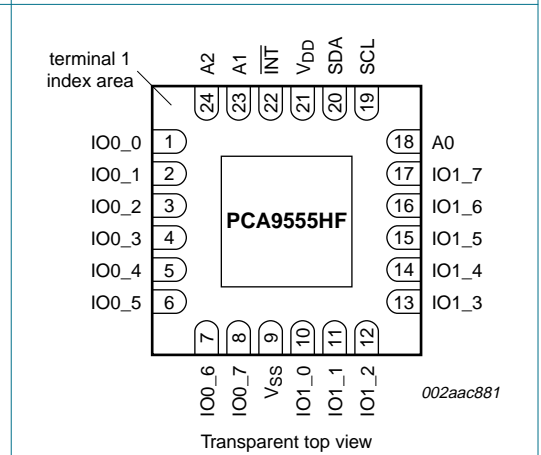 terminal 1
index area
A2
A1
INT
VDD
SDA
SCL
24
23
22
21
20
19
IO0_0 1
IO0_1 2
IO0_2 3
IO0_3 4
IO0_4 5
IO0_5 6
PCA9555HF
18 A0
17 IO1_7
16 IO1_6
15 IO1_5
14 IO1_4
13 IO1_3
7
8
9
10
11
12
IO0_6
IO0_7
VSS
IO1_0
IO1_1
IO1_2
002aac881
Transparent top view